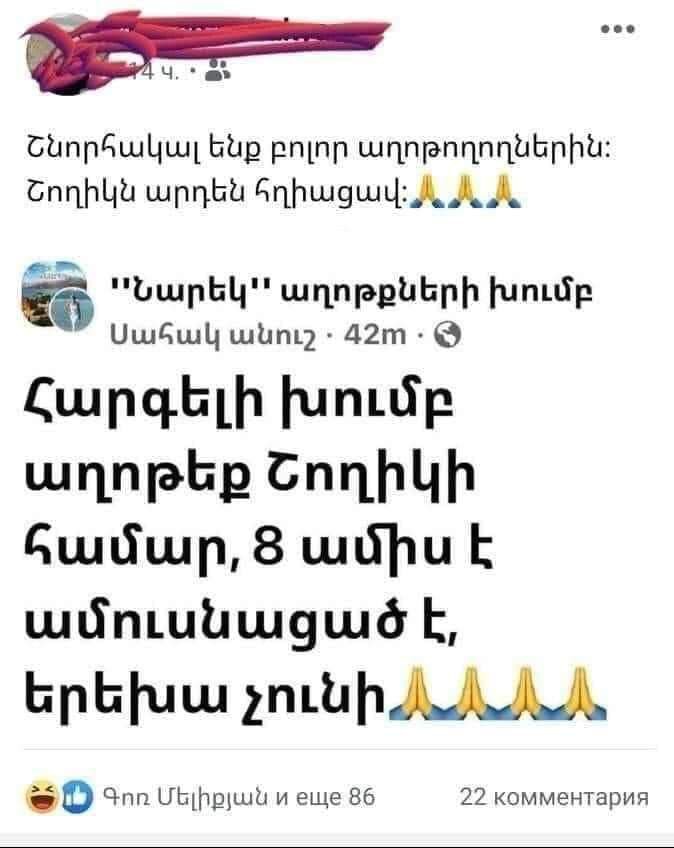 14 ч.
Շնորհակալ ենք բոլոր աղոթողողներին:
Շողիկն արդեն հղիացավ:🙏🙏🙏
''Նարեկ'' աղոթքների խումբ
Սահակ անուշ · 42m ·
Հարգելի խումբ
աղոթեք Շողիկի
համար, 8 ամիս է
ամուսնացած է,
երեխա չունի🙏🙏🙏🙏
Գոռ Մելիքյան и еще 86 22 комментария